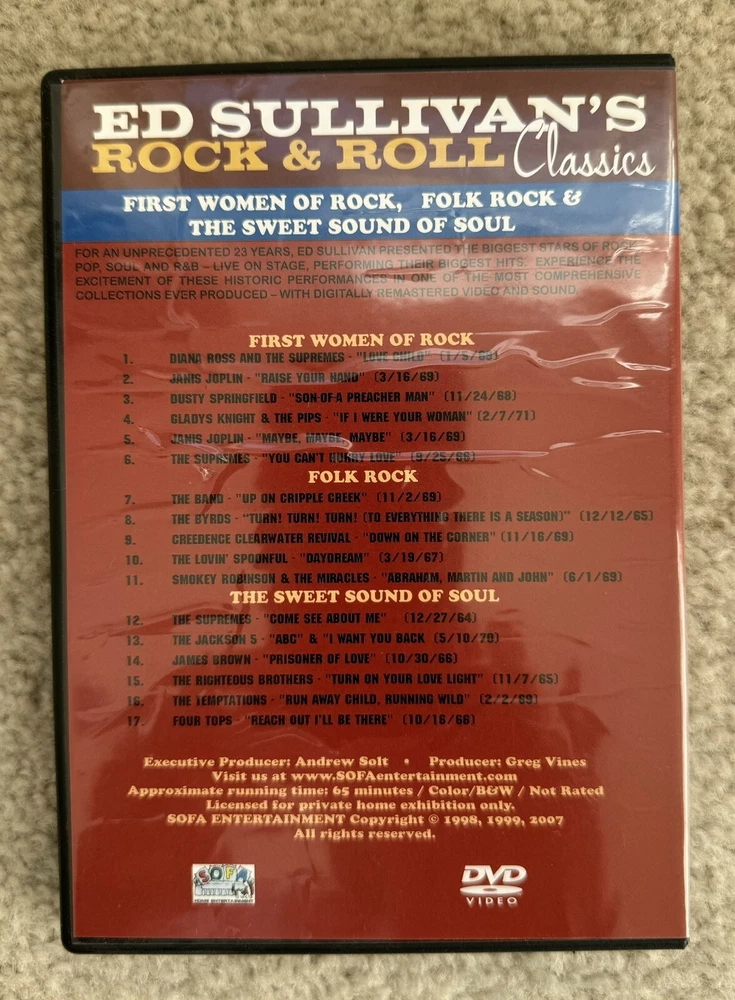 ED SULLIVAN'S
ROCK & ROLL Classics
FIRST WOMEN OF ROCK, FOLK ROCK &
THE SWEET SOUND OF SOUL
FOR AN UNPRECEDENTED 23 YEARS, ED SULLIVAN PRESENTED THE BIGGEST STARS OF ROCK,
POP, SOUL AND R&B – LIVE ON STAGE, PERFORMING THEIR BIGGEST HITS. EXPERIENCE THE
EXCITEMENT OF THESE HISTORIC PERFORMANCES IN ONE OF THE MOST COMPREHENSIVE
COLLECTIONS EVER PRODUCED – WITH DIGITALLY REMASTERED VIDEO AND SOUND.
FIRST WOMEN OF ROCK
1. DIANA ROSS AND THE SUPREMES - "LOVE CHILD" (1/5/69)
2. JANIS JOPLIN - "RAISE YOUR HAND" (3/16/69)
3. DUSTY SPRINGFIELD - "SON-OF-A PREACHER MAN" (11/24/68)
4. GLADYS KNIGHT & THE PIPS - "IF I WERE YOUR WOMAN" (2/7/71)
5. JANIS JOPLIN - "MAYBE, MAYBE, MAYBE" (3/16/69)
6. THE SUPREMES - "YOU CAN'T HURRY LOVE" (9/25/66)
FOLK ROCK
7. THE BAND - "UP ON CRIPPLE CREEK" (11/2/69)
8. THE BYRDS - "TURN! TURN! TURN! (TO EVERYTHING THERE IS A SEASON)" (12/12/65)
9. CREEDENCE CLEARWATER REVIVAL - "DOWN ON THE CORNER" (11/16/69)
10. THE LOVIN' SPOONFUL - "DAYDREAM" (3/19/67)
11. SMOKEY ROBINSON & THE MIRACLES - "ABRAHAM, MARTIN AND JOHN" (6/1/69)
THE SWEET SOUND OF SOUL
12. THE SUPREMES - "COME SEE ABOUT ME" (12/27/64)
13. THE JACKSON 5 - "ABC" & "I WANT YOU BACK (5/10/70)
14. JAMES BROWN - "PRISONER OF LOVE" (10/30/66)
15. THE RIGHTEOUS BROTHERS - "TURN ON YOUR LOVE LIGHT" (11/7/65)
16. THE TEMPTATIONS - "RUN AWAY CHILD, RUNNING WILD" (2/2/69)
17. FOUR TOPS - "REACH OUT I'LL BE THERE" (10/16/66)
Executive Producer: Andrew Solt • Producer: Greg Vines
Visit us at www.SOFAentertainment.com
Approximate running time: 65 minutes / Color/B&W / Not Rated
Licensed for private home exhibition only.
SOFA ENTERTAINMENT Copyright © 1998, 1999, 2007
All rights reserved.
SOFA
HOME ENTERTAINMENT
DVD
VIDEO